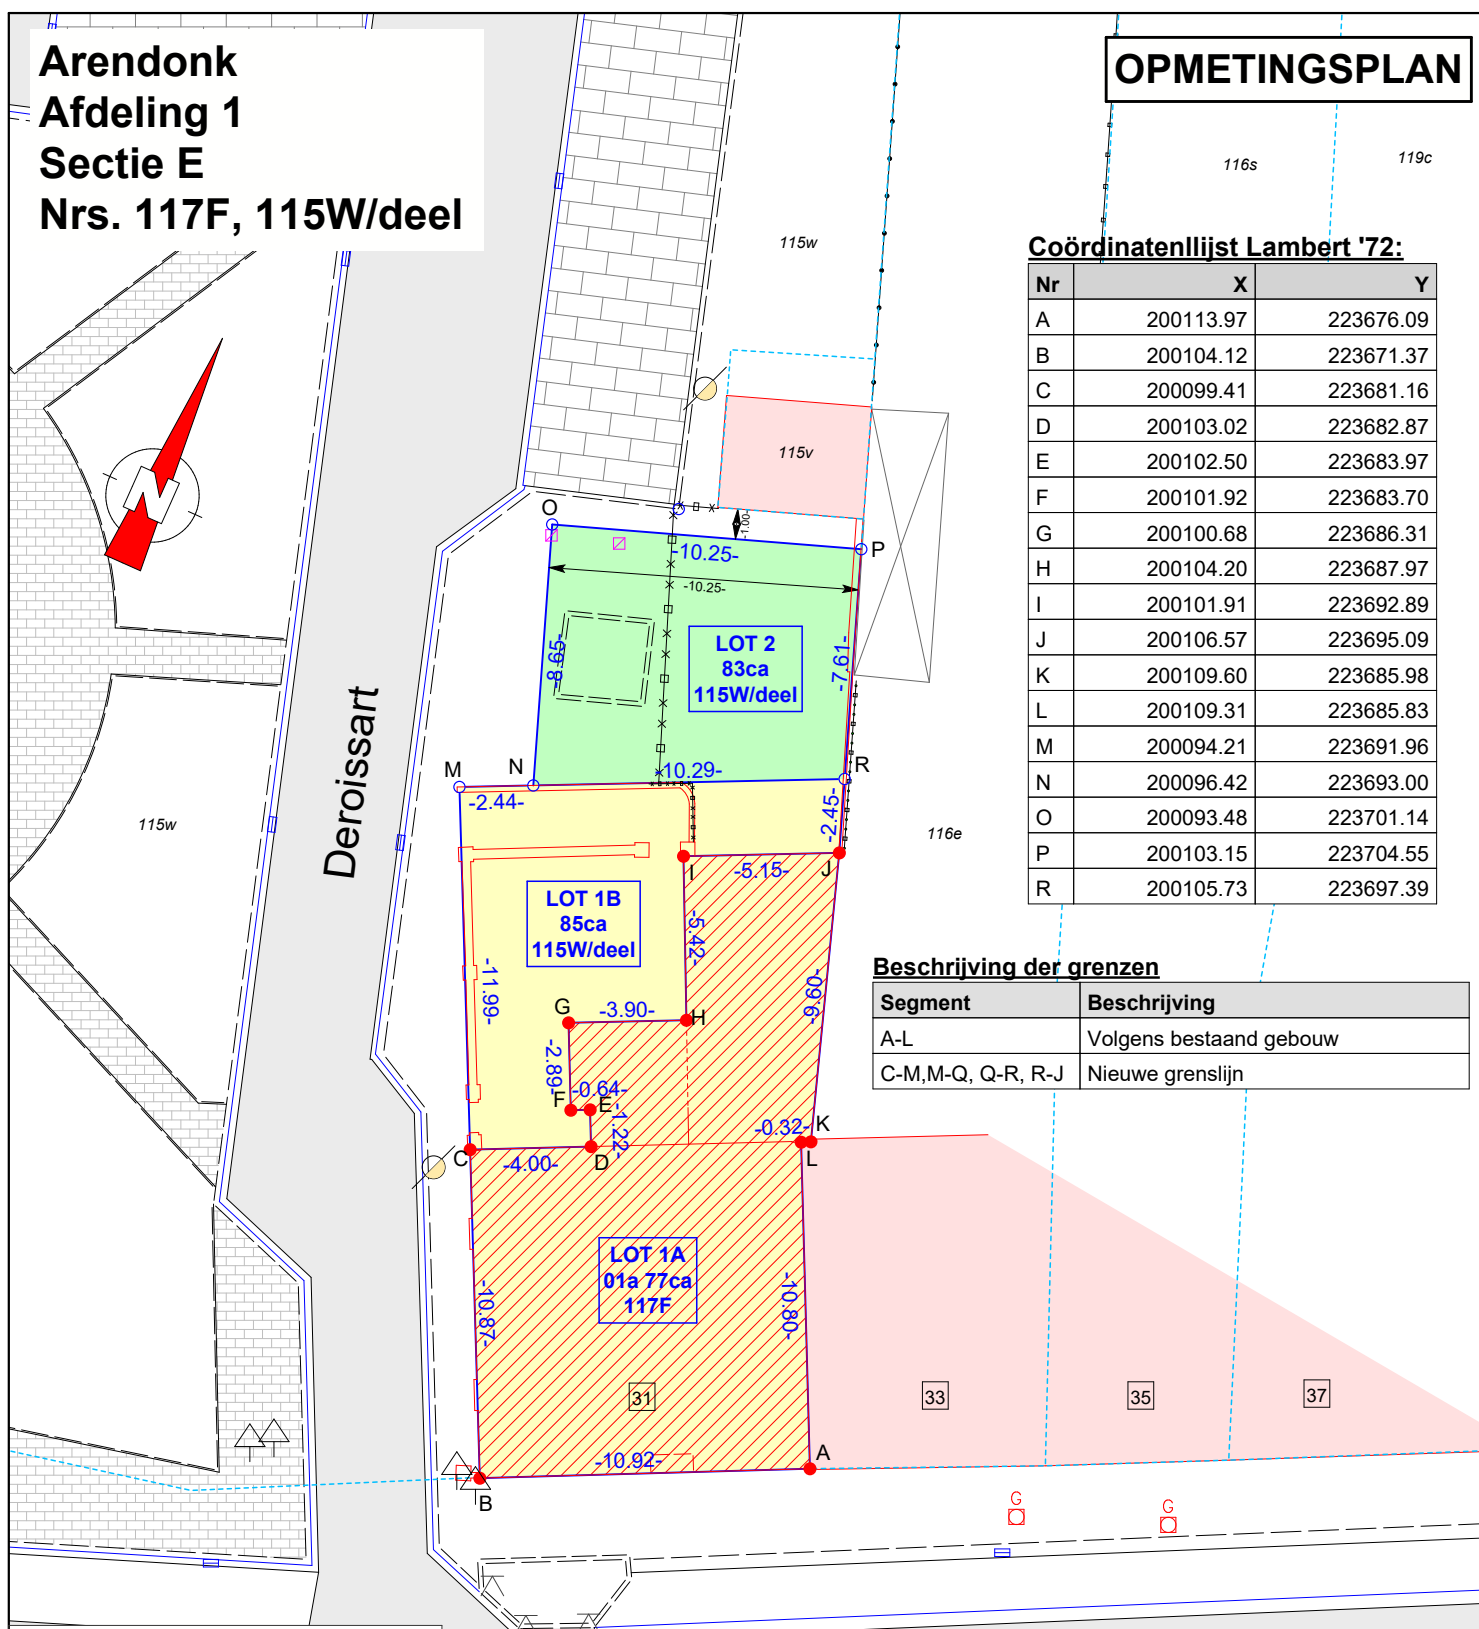 Arendonk
Afdeling 1
Sectie E
Nrs. 117F, 115W/deel
OPMETINGSPLAN
116s
119c
115w
Coördinatenllijst Lambert '72:
Nr X Y
A 200113.97 223676.09
B 200104.12 223671.37
C 200099.41 223681.16
D 200103.02 223682.87
E 200102.50 223683.97
F 200101.92 223683.70
G 200100.68 223686.31
H 200104.20 223687.97
I 200101.91 223692.89
J 200106.57 223695.09
K 200109.60 223685.98
L 200109.31 223685.83
M 200094.21 223691.96
N 200096.42 223693.00
O 200093.48 223701.14
P 200103.15 223704.55
R 200105.73 223697.39
N
115v
O
-1.00-
-10.25-
P
-10.25-
LOT 2
83ca
115W/deel
-8.65-
-7.61-
Deroissart
M
N
10.29-
R
-2.44-
-2.45-
115w
116e
I
-5.15-
J
LOT 1B
85ca
115W/deel
-5.42-
-11.99-
-9.60-
Beschrijving der grenzen
Segment Beschrijving
A-L Volgens bestaand gebouw
C-M,M-Q, Q-R, R-J Nieuwe grenslijn
G
-3.90-
H
-2.89-
-0.64-
F
E
-1.22-
-0.32-
K
C
-4.00-
D
L
LOT 1A
01a 77ca
117F
-10.87-
-10.80-
31
33
35
37
-10.92-
A
B
G
G